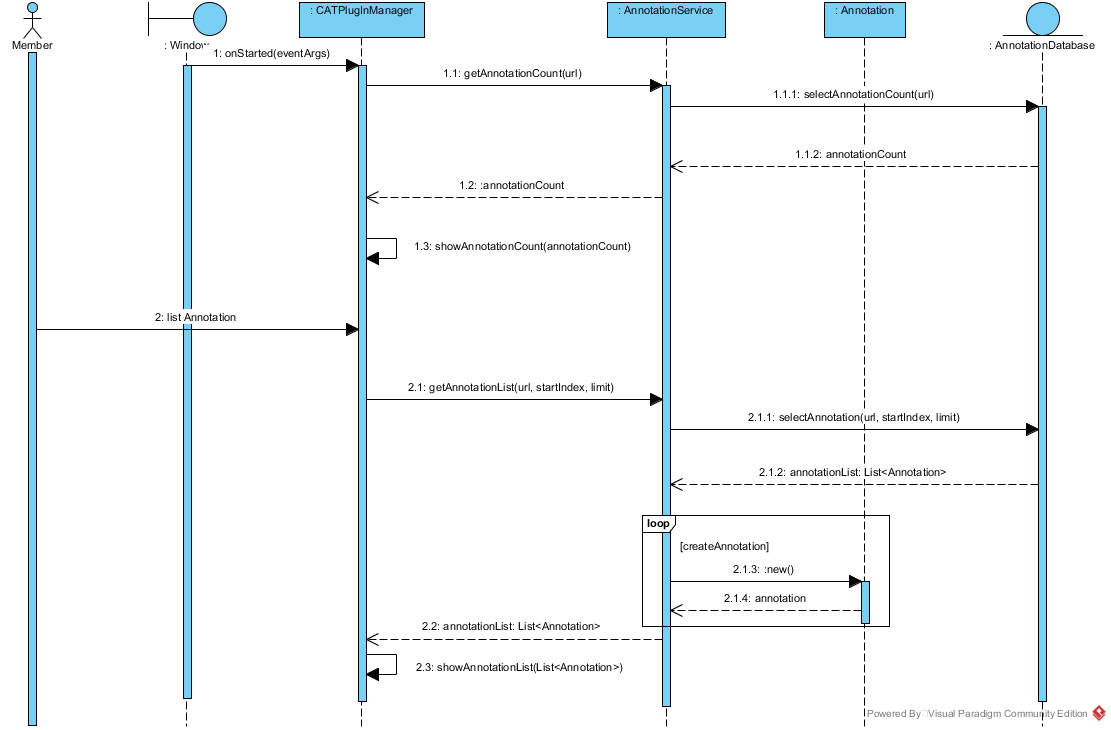 : CATPlugInManager
: AnnotationService
: Annotation
Member
: Window
: AnnotationDatabase
1: onStarted(eventArgs)
1.1: getAnnotationCount(url)
1.1.1: selectAnnotationCount(url)
1.1.2: annotationCount
1.2: :annotationCount
1.3: showAnnotationCount(annotationCount)
2: list Annotation
2.1: getAnnotationList(url, startIndex, limit)
2.1.1: selectAnnotation(url, startIndex, limit)
2.1.2: annotationList: List<Annotation>
loop
[createAnnotation]
2.1.3: :new()
2.1.4: annotation
2.2: annotationList: List<Annotation>
2.3: showAnnotationList(List<Annotation>)
Powered By Visual Paradigm Community Edition